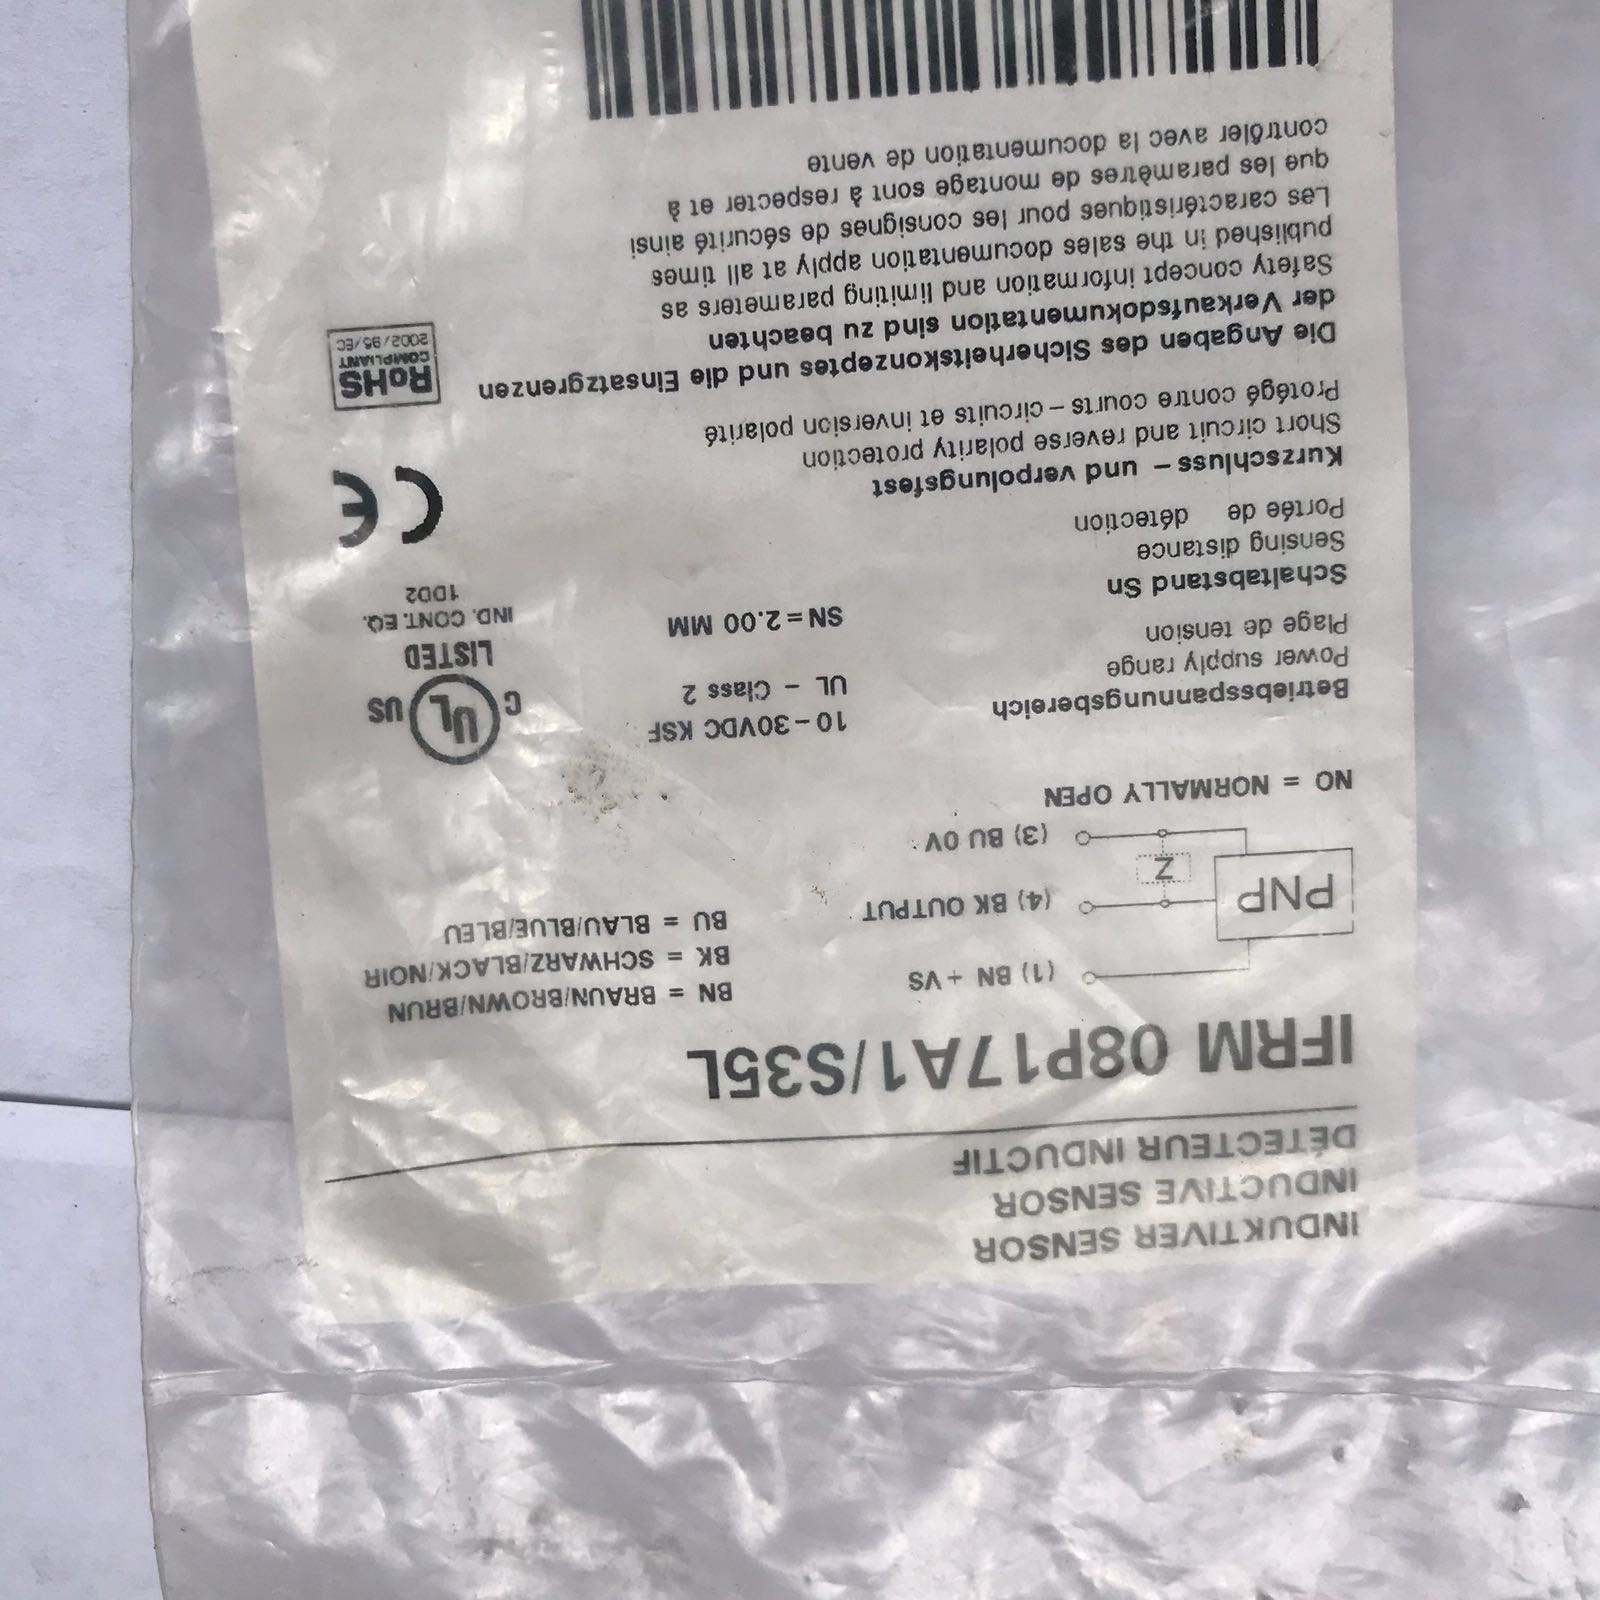 INDUKTIVER SENSOR
INDUCTIVE SENSOR
DÉTECTEUR INDUCTIF
IFRM 08P17A1/S35L
PNP
Z
(1) BN +VS
(4) BK OUTPUT
(3) BU 0V
BN = BRAUN/BROWN/BRUN
BK = SCHWARZ/BLACK/NOIR
BU = BLAU/BLUE/BLEU
NO = NORMALLY OPEN
Betriebsspannungsbereich
Power supply range
Plage de tension
10-30VDC KSF
UL - Class 2
C UL US
LISTED
IND. CONT. EQ.
1DD2
Schaltabstand Sn
Sensing distance
Portée de détection
SN=2.00 MM
CE
Kurzschluss – und verpolungsfest
Short circuit and reverse polarity protection
Protégé contre courts – circuits et inversion polarité
RoHS
COMPLIANT
2002/95/EC
Die Angaben des Sicherheitskonzeptes und die Einsatzgrenzen
der Verkaufsdokumentation sind zu beachten
Safety concept information and limiting parameters as
published in the sales documentation apply at all times
Les caractéristiques pour les consignes de sécurité ainsi
que les paramètres de montage sont à respecter et à
contrôler avec la documentation de vente